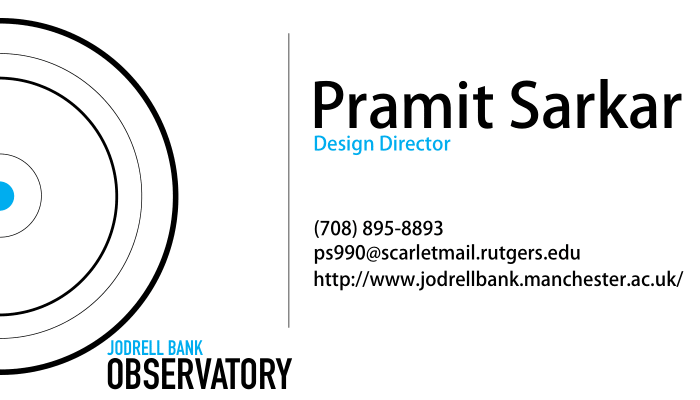 Pramit Sarkar
Design Director
(708) 895-8893
ps990@scarletmail.rutgers.edu
http://www.jodrellbank.manchester.ac.uk/
JODRELL BANK
OBSERVATORY